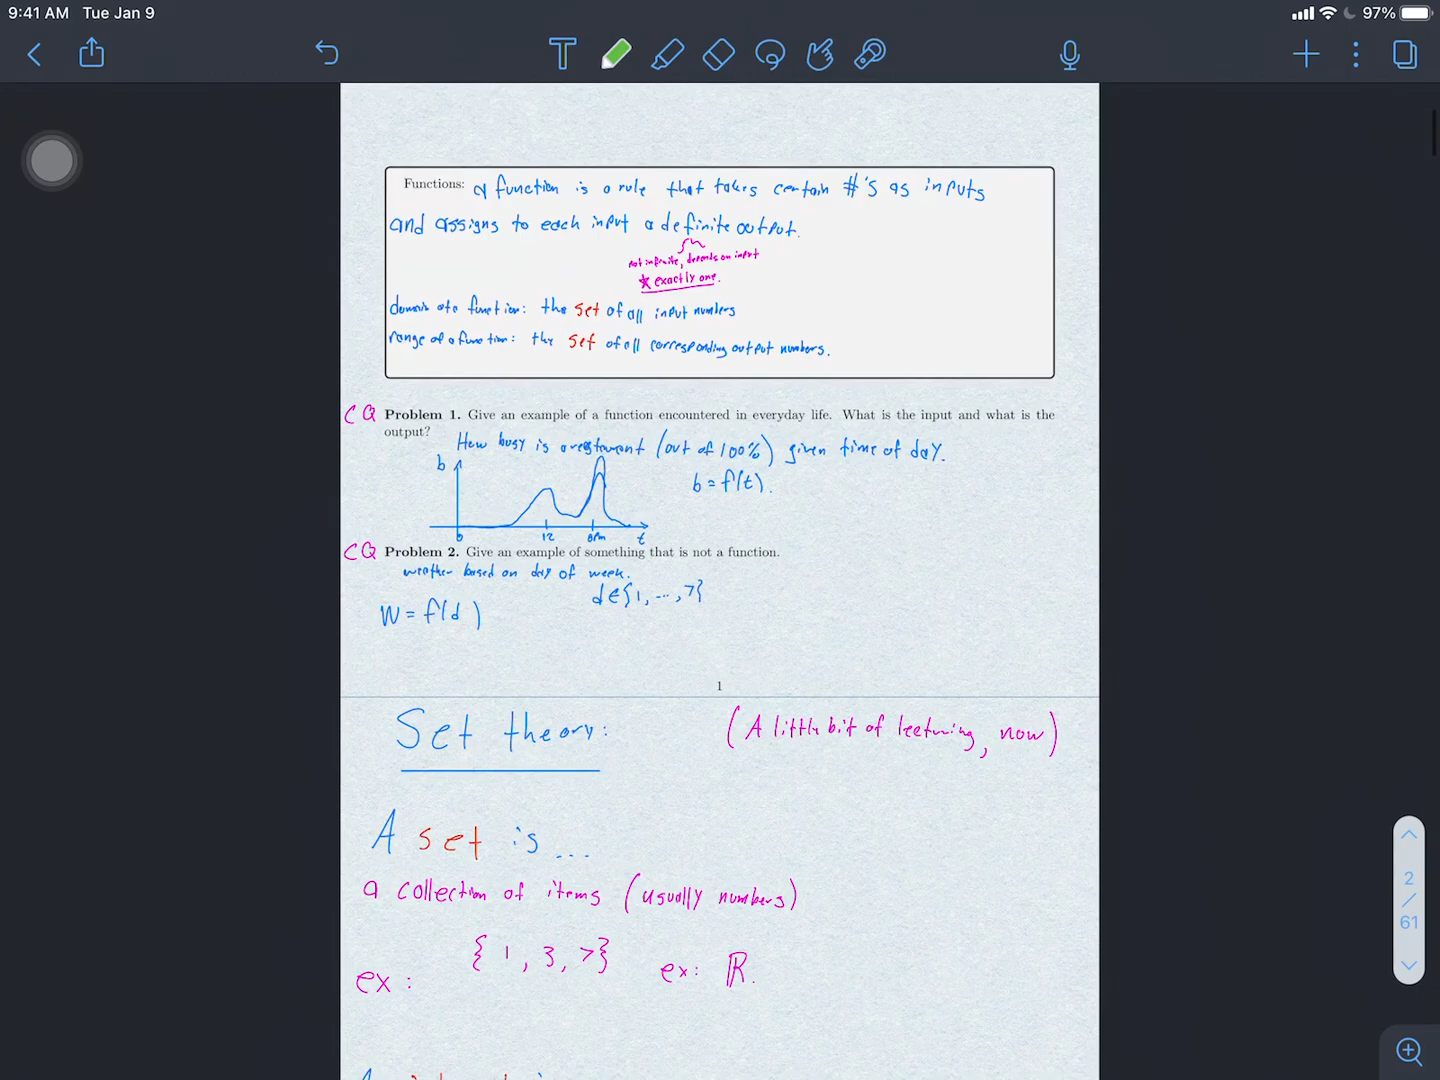 9:41 AM Tue Jan 9
97%
Functions: A function is a rule that takes certain #'s as inputs
and assigns to each input a definite output.
not infinite, depends on input
* exactly one.
domain of a function: the set of all input numbers
range of a function: the set of all corresponding output numbers.
CQ Problem 1. Give an example of a function encountered in everyday life. What is the input and what is the
output?
How busy is a restaurant (out of 100%) given time of day.
b
b = f(t).
0 12 t
CQ Problem 2. Give an example of something that is not a function.
weather based on day of week.
d∈{1, ..., 7}
W = f(d)
1
Set theory:
(A little bit of lecturing, now)
A set is ...
a collection of items (usually numbers)
ex: {1, 3, 7} ex: ℝ.
2
/
61